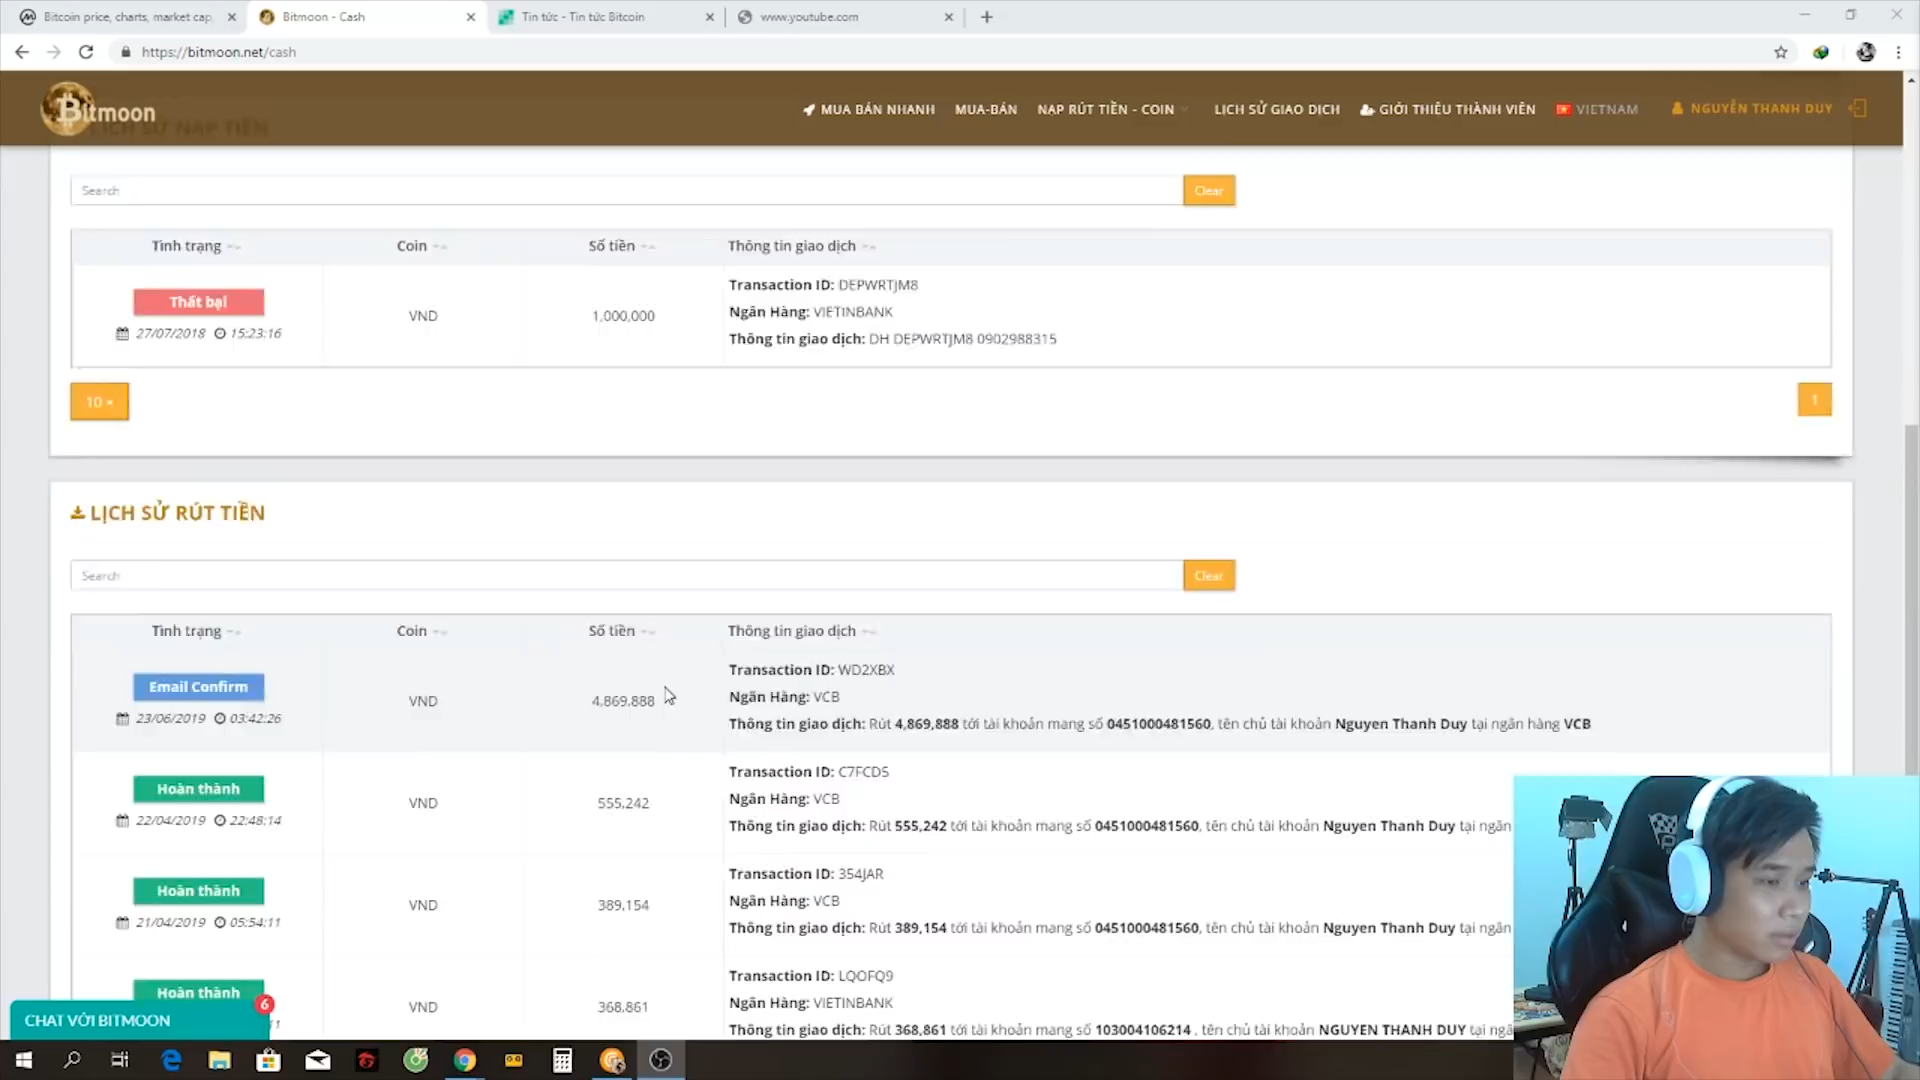 Bitcoin price, charts, market cap,
Bitmoon - Cash
Tin tức - Tin tức Bitcoin
www.youtube.com
https://bitmoon.net/cash
Bitmoon
MUA BÁN NHANH
MUA-BÁN
NẠP RÚT TIỀN - COIN
LỊCH SỬ GIAO DỊCH
GIỚI THIỆU THÀNH VIÊN
VIETNAM
NGUYỄN THANH DUY
LỊCH SỬ NẠP TIỀN
Search
Clear
Tình trạng
Coin
Số tiền
Thông tin giao dịch
Thất bại
27/07/2018 15:23:16
VND
1,000,000
Transaction ID: DEPWRTJM8
Ngân Hàng: VIETINBANK
Thông tin giao dịch: DH DEPWRTJM8 0902988315
10
1
LỊCH SỬ RÚT TIỀN
Search
Clear
Tình trạng
Coin
Số tiền
Thông tin giao dịch
Email Confirm
23/06/2019 03:42:26
VND
4,869,888
Transaction ID: WD2XBX
Ngân Hàng: VCB
Thông tin giao dịch: Rút 4,869,888 tới tài khoản mang số 0451000481560, tên chủ tài khoản Nguyen Thanh Duy tại ngân hàng VCB
Hoàn thành
22/04/2019 22:48:14
VND
555,242
Transaction ID: C7FCD5
Ngân Hàng: VCB
Thông tin giao dịch: Rút 555,242 tới tài khoản mang số 0451000481560, tên chủ tài khoản Nguyen Thanh Duy tại ngân
Hoàn thành
21/04/2019 05:54:11
VND
389,154
Transaction ID: 354JAR
Ngân Hàng: VCB
Thông tin giao dịch: Rút 389,154 tới tài khoản mang số 0451000481560, tên chủ tài khoản Nguyen Thanh Duy tại ngân
Hoàn thành
VND
368,861
Transaction ID: LQOFQ9
Ngân Hàng: VIETINBANK
Thông tin giao dịch: Rút 368,861 tới tài khoản mang số 103004106214 , tên chủ tài khoản NGUYEN THANH DUY tại
CHAT VỚI BITMOON
6